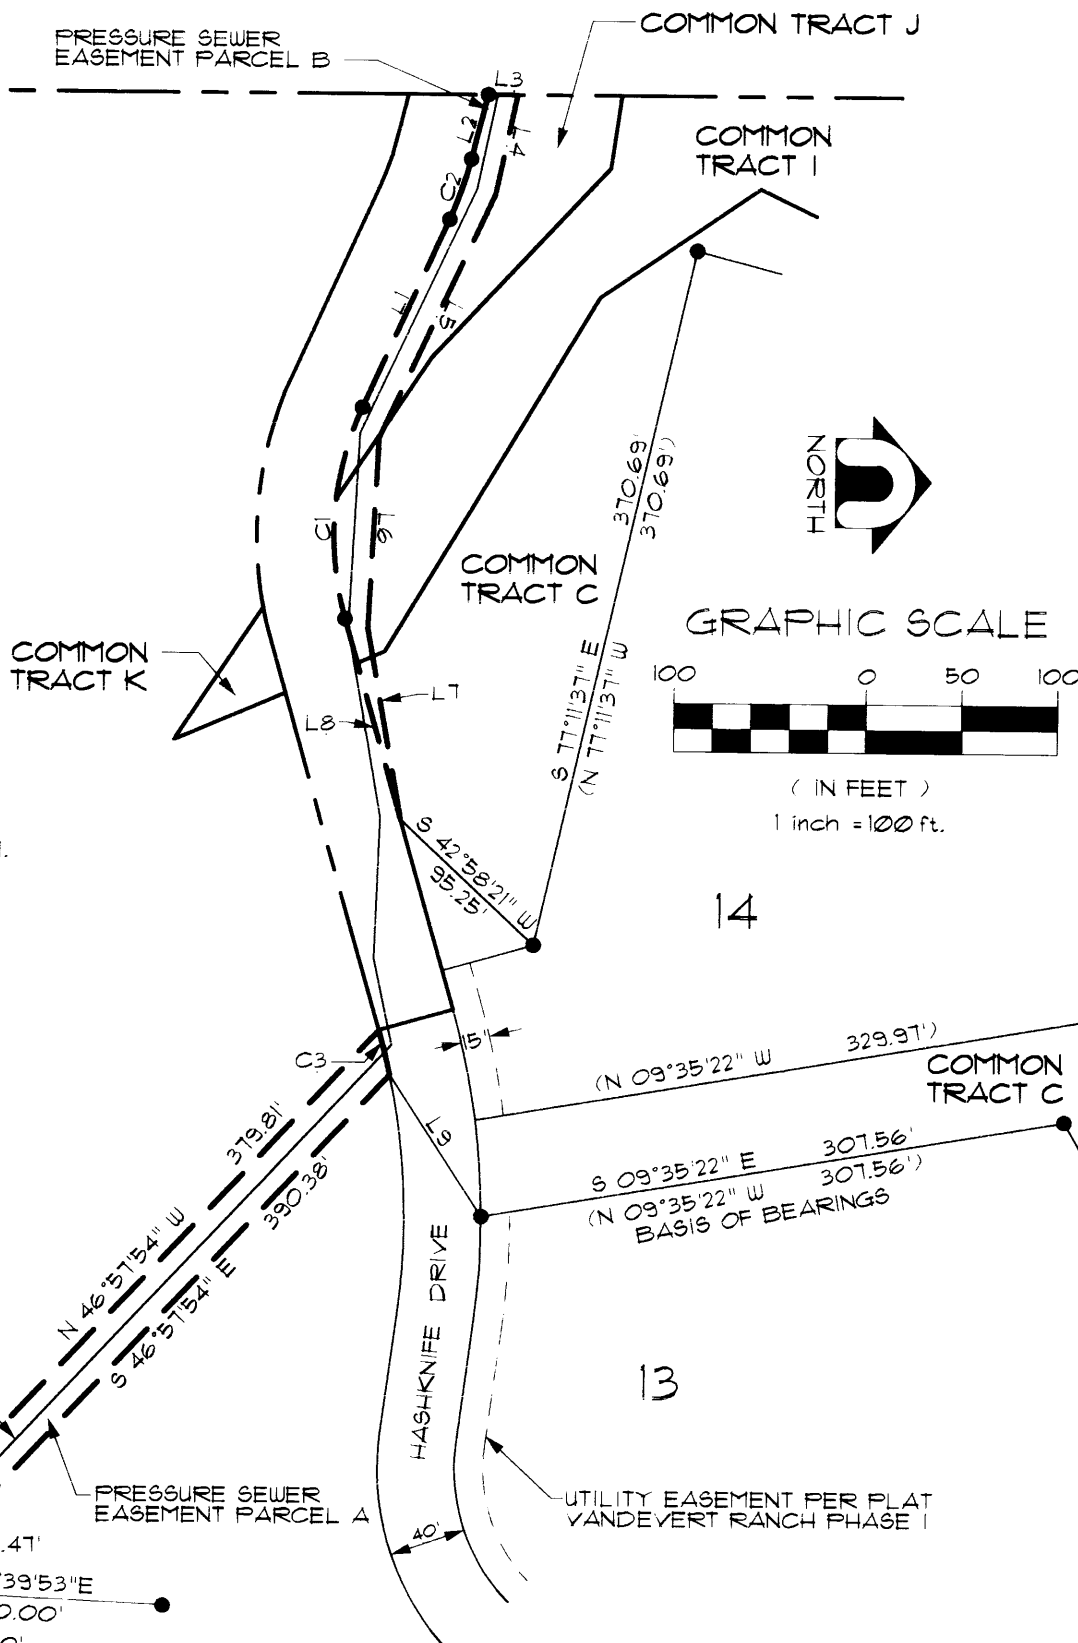 PRESSURE SEWER
EASEMENT PARCEL B
COMMON TRACT J
L3
L2
L4
COMMON
TRACT I
C2
L5
NORTH
370.69'
370.69')
C1
L6
COMMON
TRACT C
GRAPHIC SCALE
100 0 50 100
( IN FEET )
1 inch = 100 ft.
COMMON
TRACT K
S 77°11'37" E
(N 77°11'37" W
L7
L8
S 42°58'21" W
95.25'
14
15'
C3
(N 09°35'22" W 329.97')
COMMON
TRACT C
L9
379.81'
390.38'
S 09°35'22" E 307.56'
(N 09°35'22" W 307.56')
BASIS OF BEARINGS
N 46°57'54" W
S 46°57'54" E
HASHKNIFE DRIVE
13
PRESSURE SEWER
EASEMENT PARCEL A
UTILITY EASEMENT PER PLAT
VANDEVERT RANCH PHASE I
40'
.47'
°39'53"E
0.00'